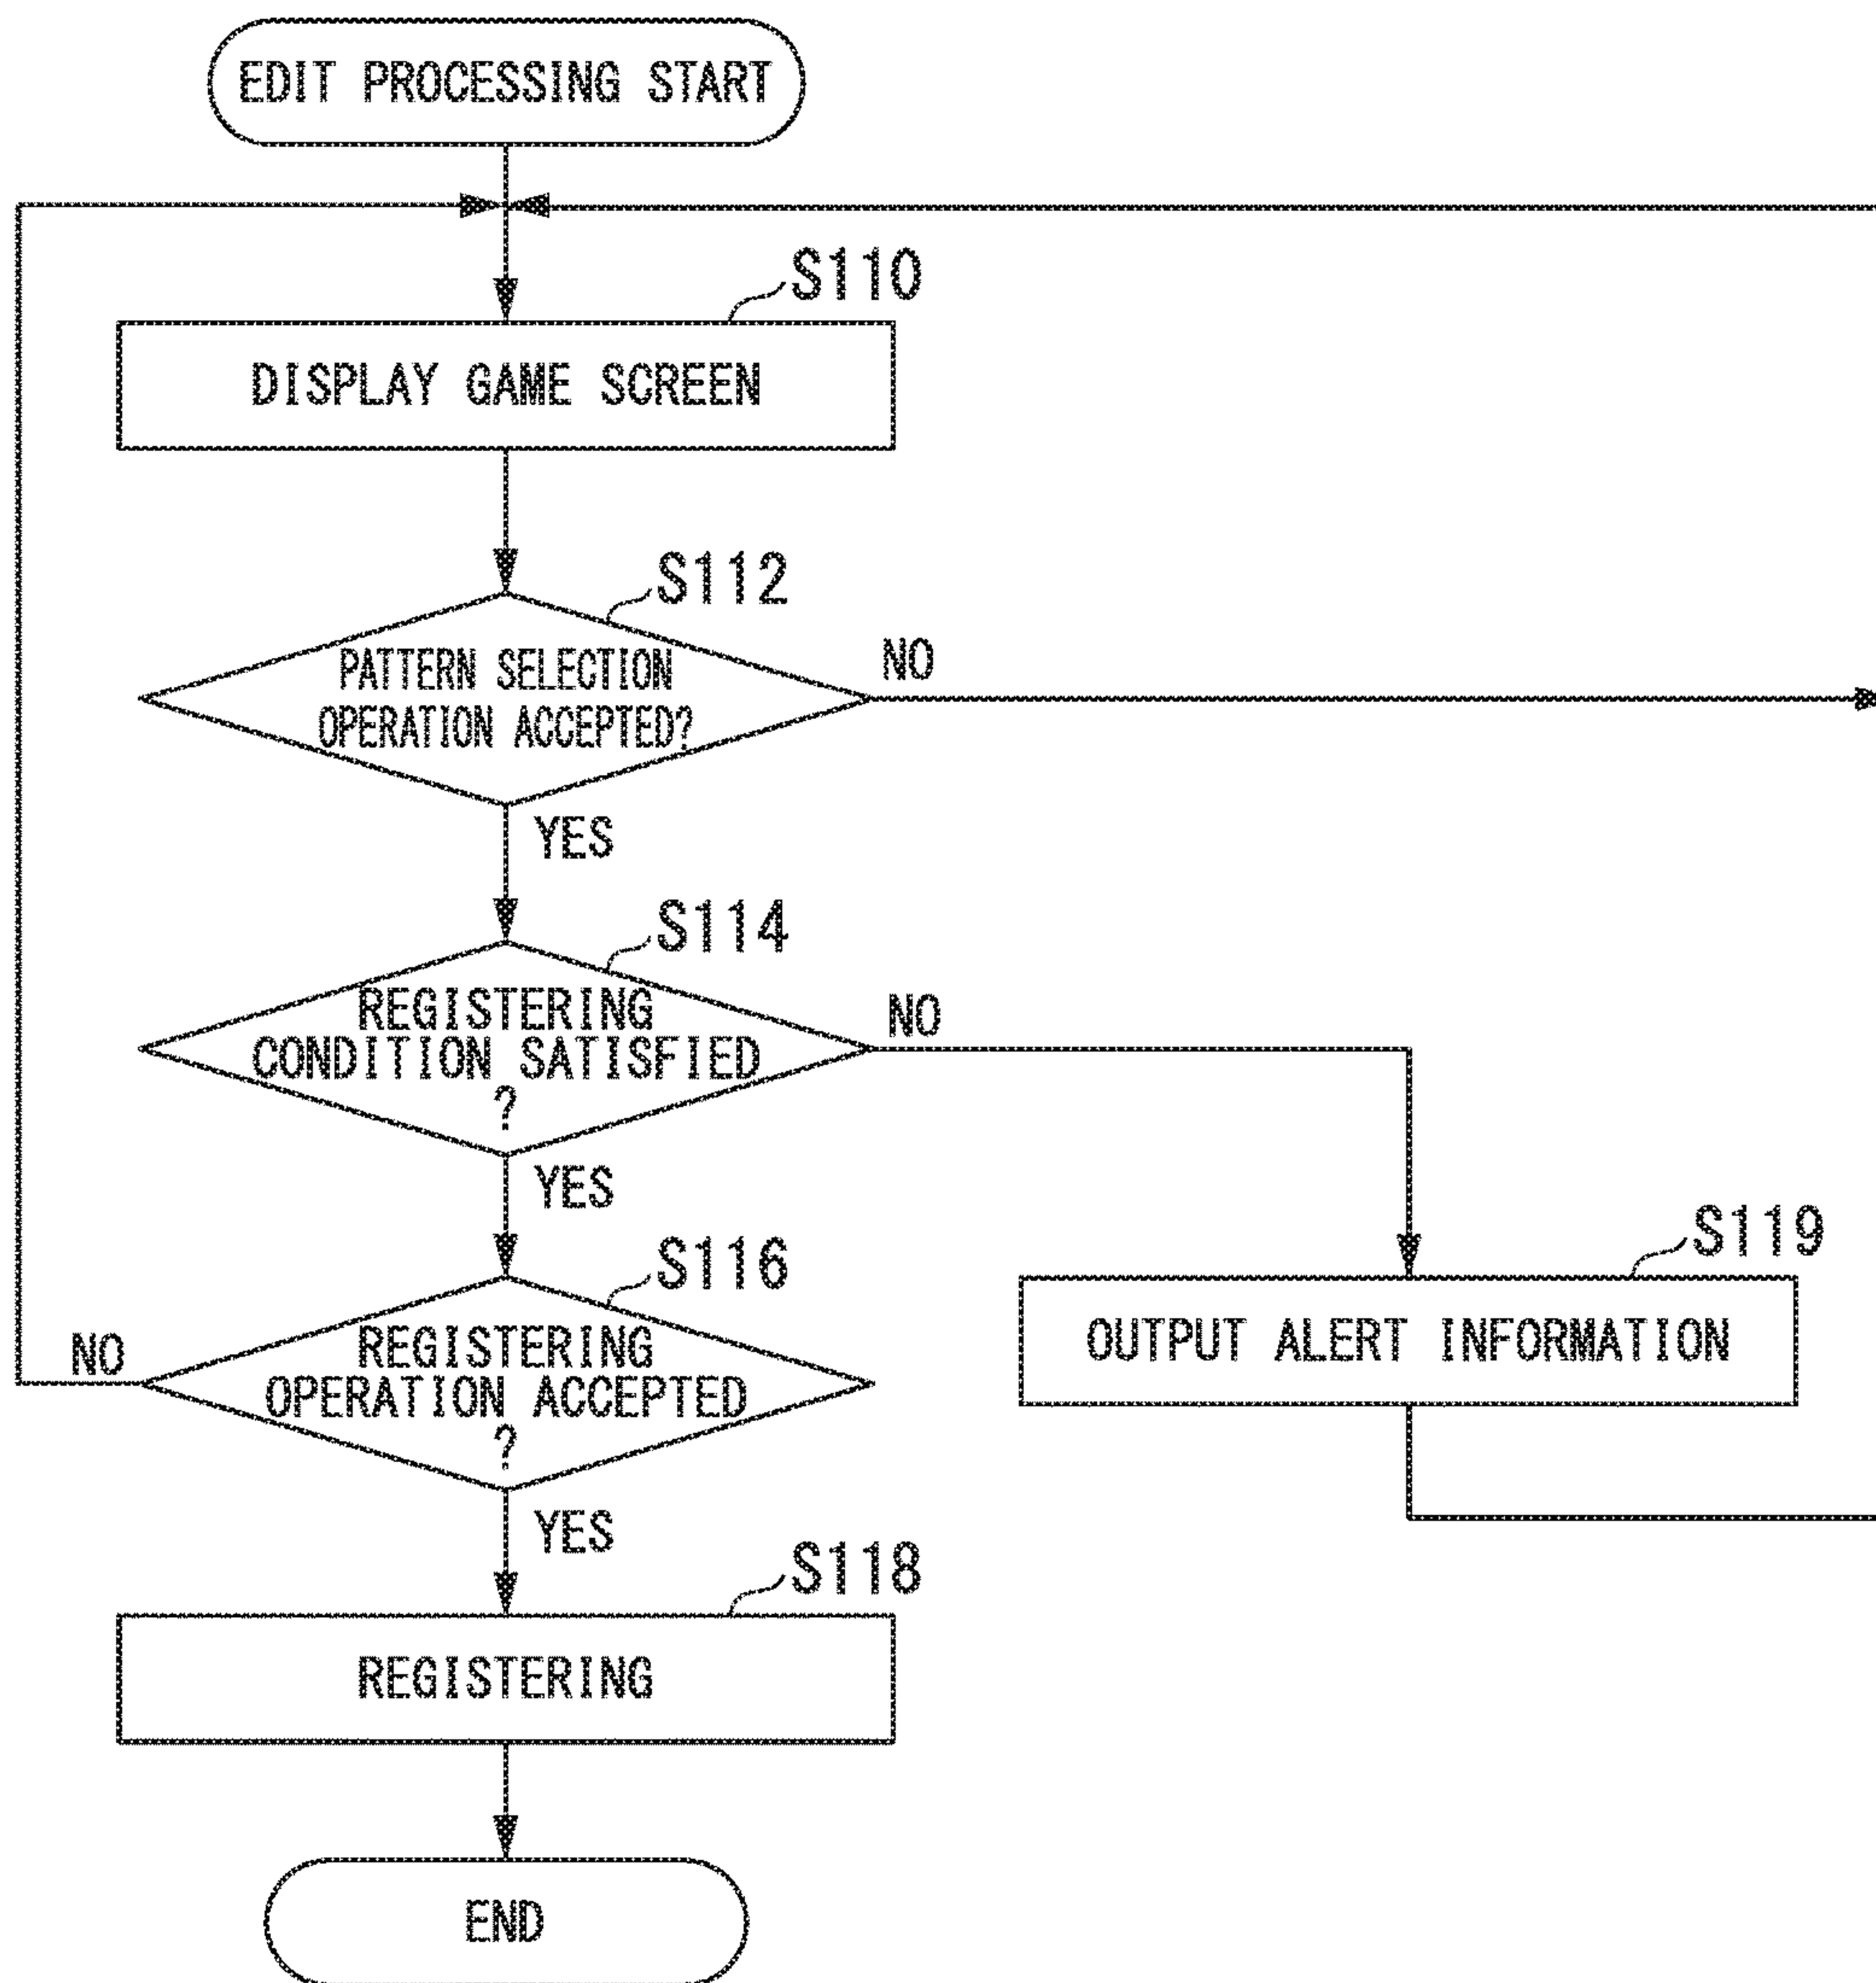 EDIT PROCESSING START
S110
DISPLAY GAME SCREEN
S112
PATTERN SELECTION
OPERATION ACCEPTED?
NO
YES
S114
REGISTERING
CONDITION SATISFIED
?
NO
YES
S116
REGISTERING
OPERATION ACCEPTED
?
NO
YES
S119
OUTPUT ALERT INFORMATION
S118
REGISTERING
END